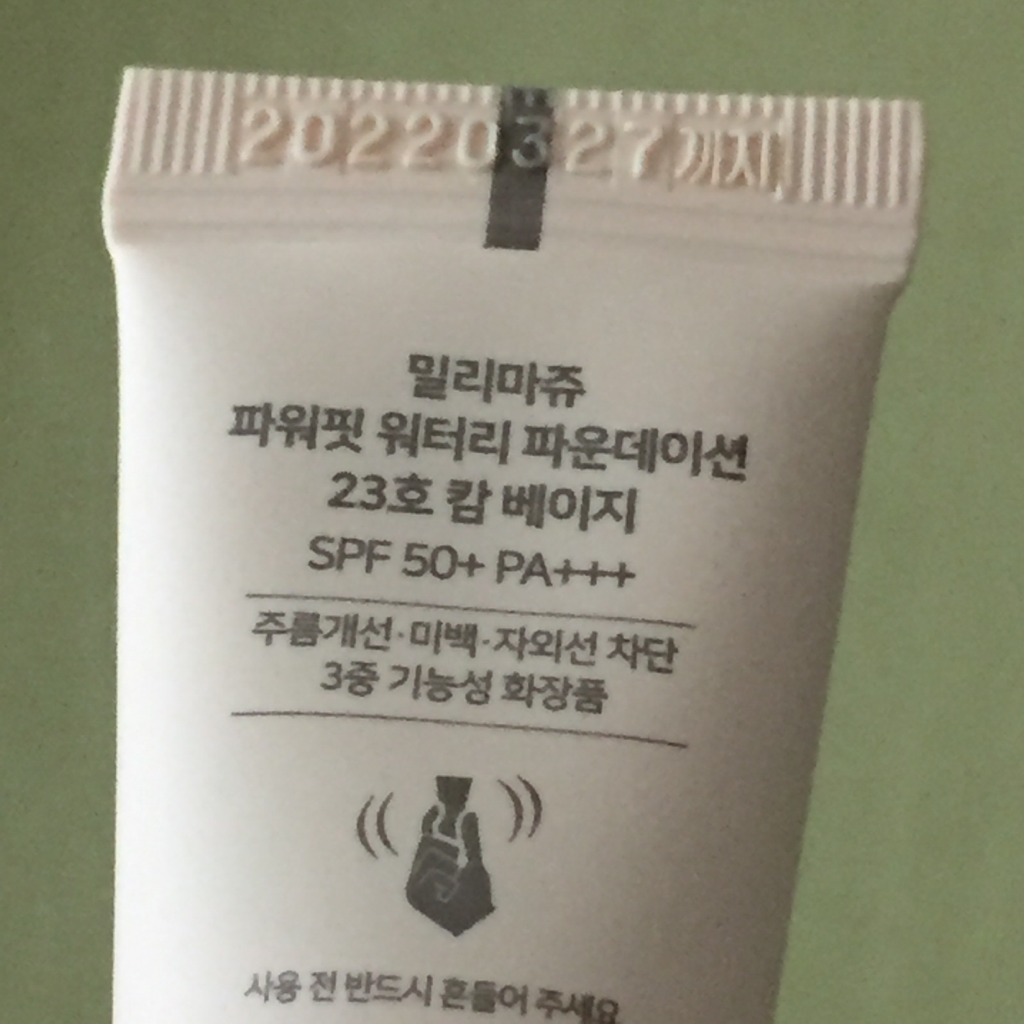 20220327까지
밀리마쥬
파워핏 워터리 파운데이션
23호 캄 베이지
SPF 50+ PA+++
주름개선·미백·자외선 차단
3중 기능성 화장품
사용 전 반드시 흔들어 주세요